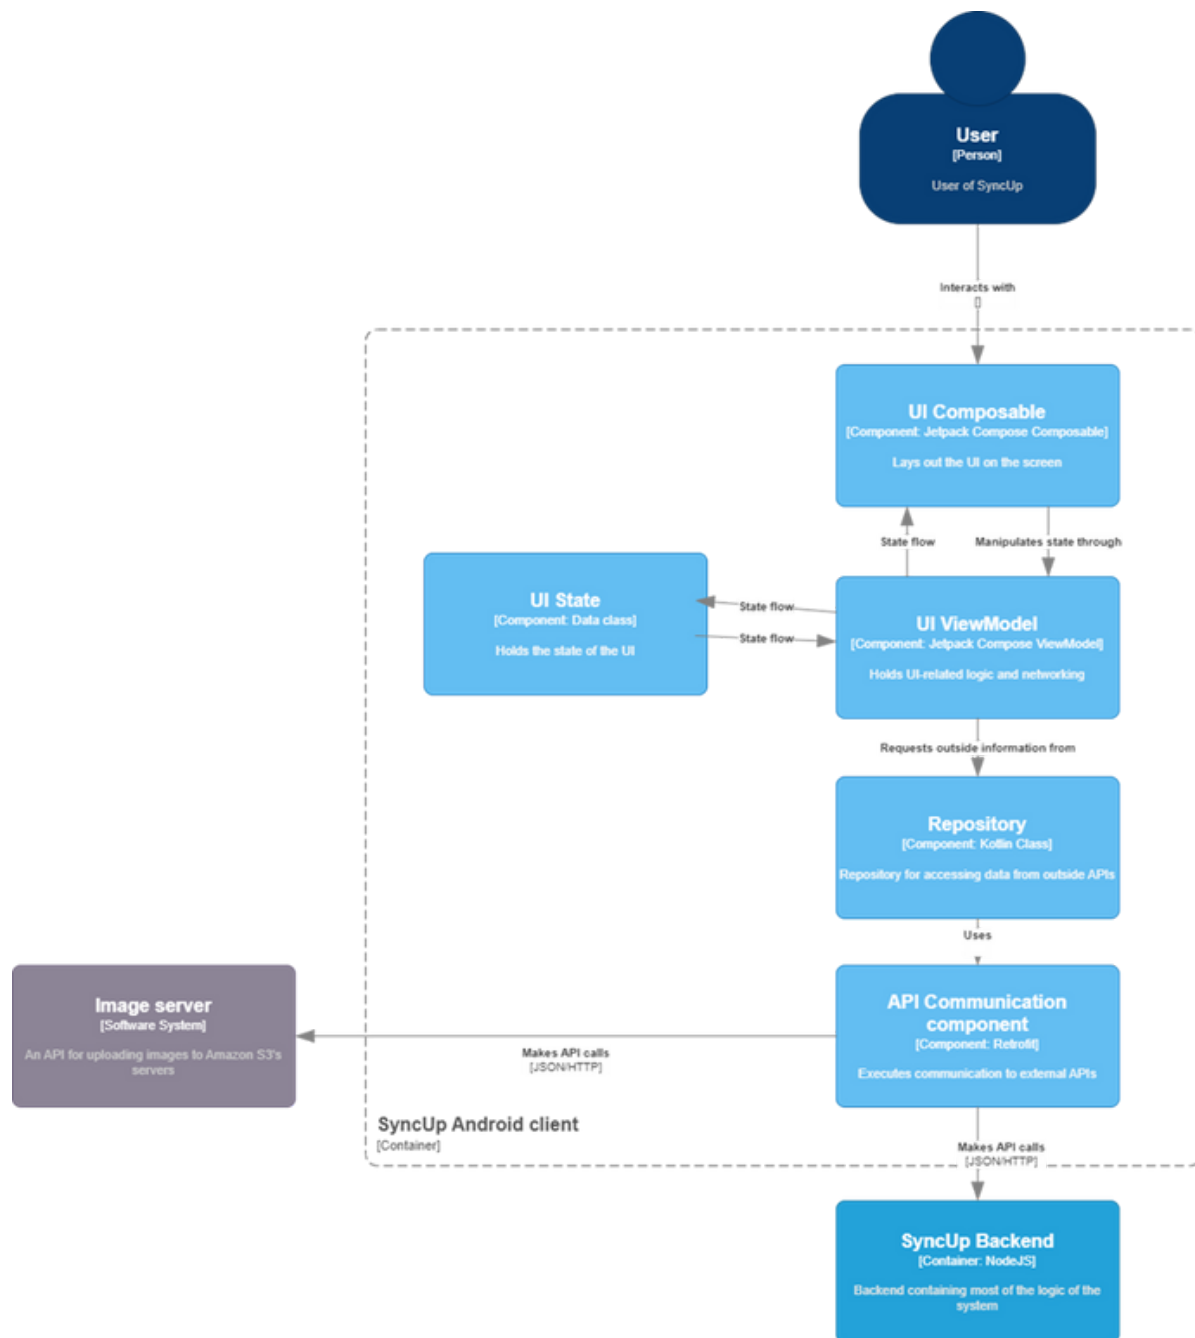 User
[Person]
User of SyncUp
Interacts with
[]
UI Composable
[Component: Jetpack Compose Composable]
Lays out the UI on the screen
State flow
Manipulates state through
UI State
[Component: Data class]
Holds the state of the UI
State flow
State flow
UI ViewModel
[Component: Jetpack Compose ViewModel]
Holds UI-related logic and networking
Requests outside information from
Repository
[Component: Kotlin Class]
Repository for accessing data from outside APIs
Uses
Image server
[Software System]
An API for uploading images to Amazon S3's
servers
Makes API calls
[JSON/HTTP]
API Communication
component
[Component: Retrofit]
Executes communication to external APIs
SyncUp Android client
[Container]
Makes API calls
[JSON/HTTP]
SyncUp Backend
[Container: NodeJS]
Backend containing most of the logic of the
system